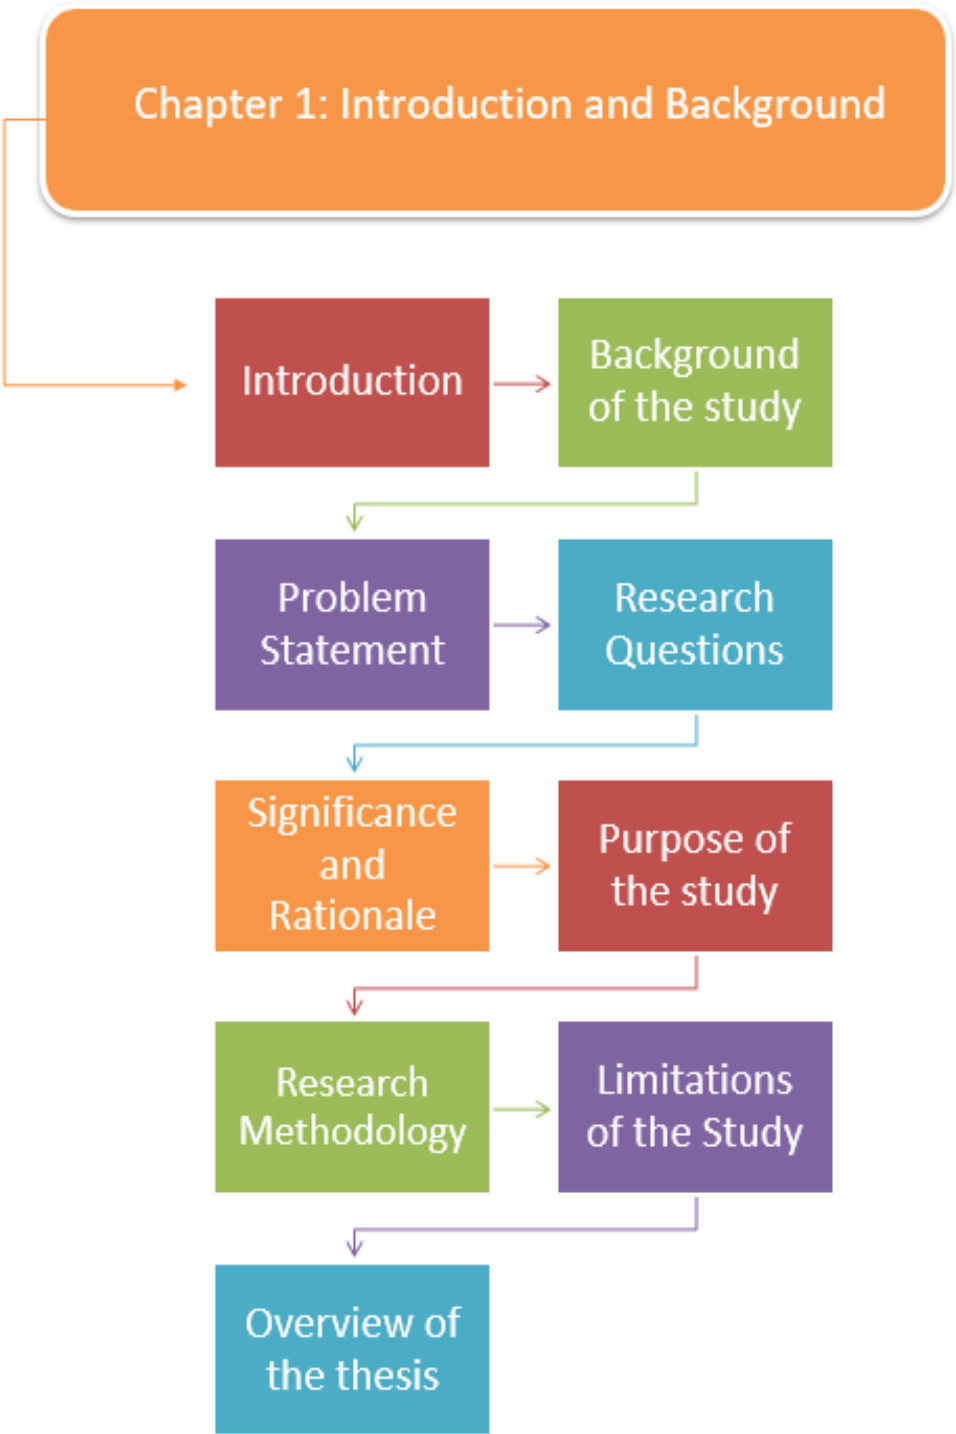 Chapter 1: Introduction and Background
Introduction
Background
of the study
Problem
Statement
Research
Questions
Significance
and
Rationale
Purpose of
the study
Research
Methodology
Limitations
of the Study
Overview of
the thesis